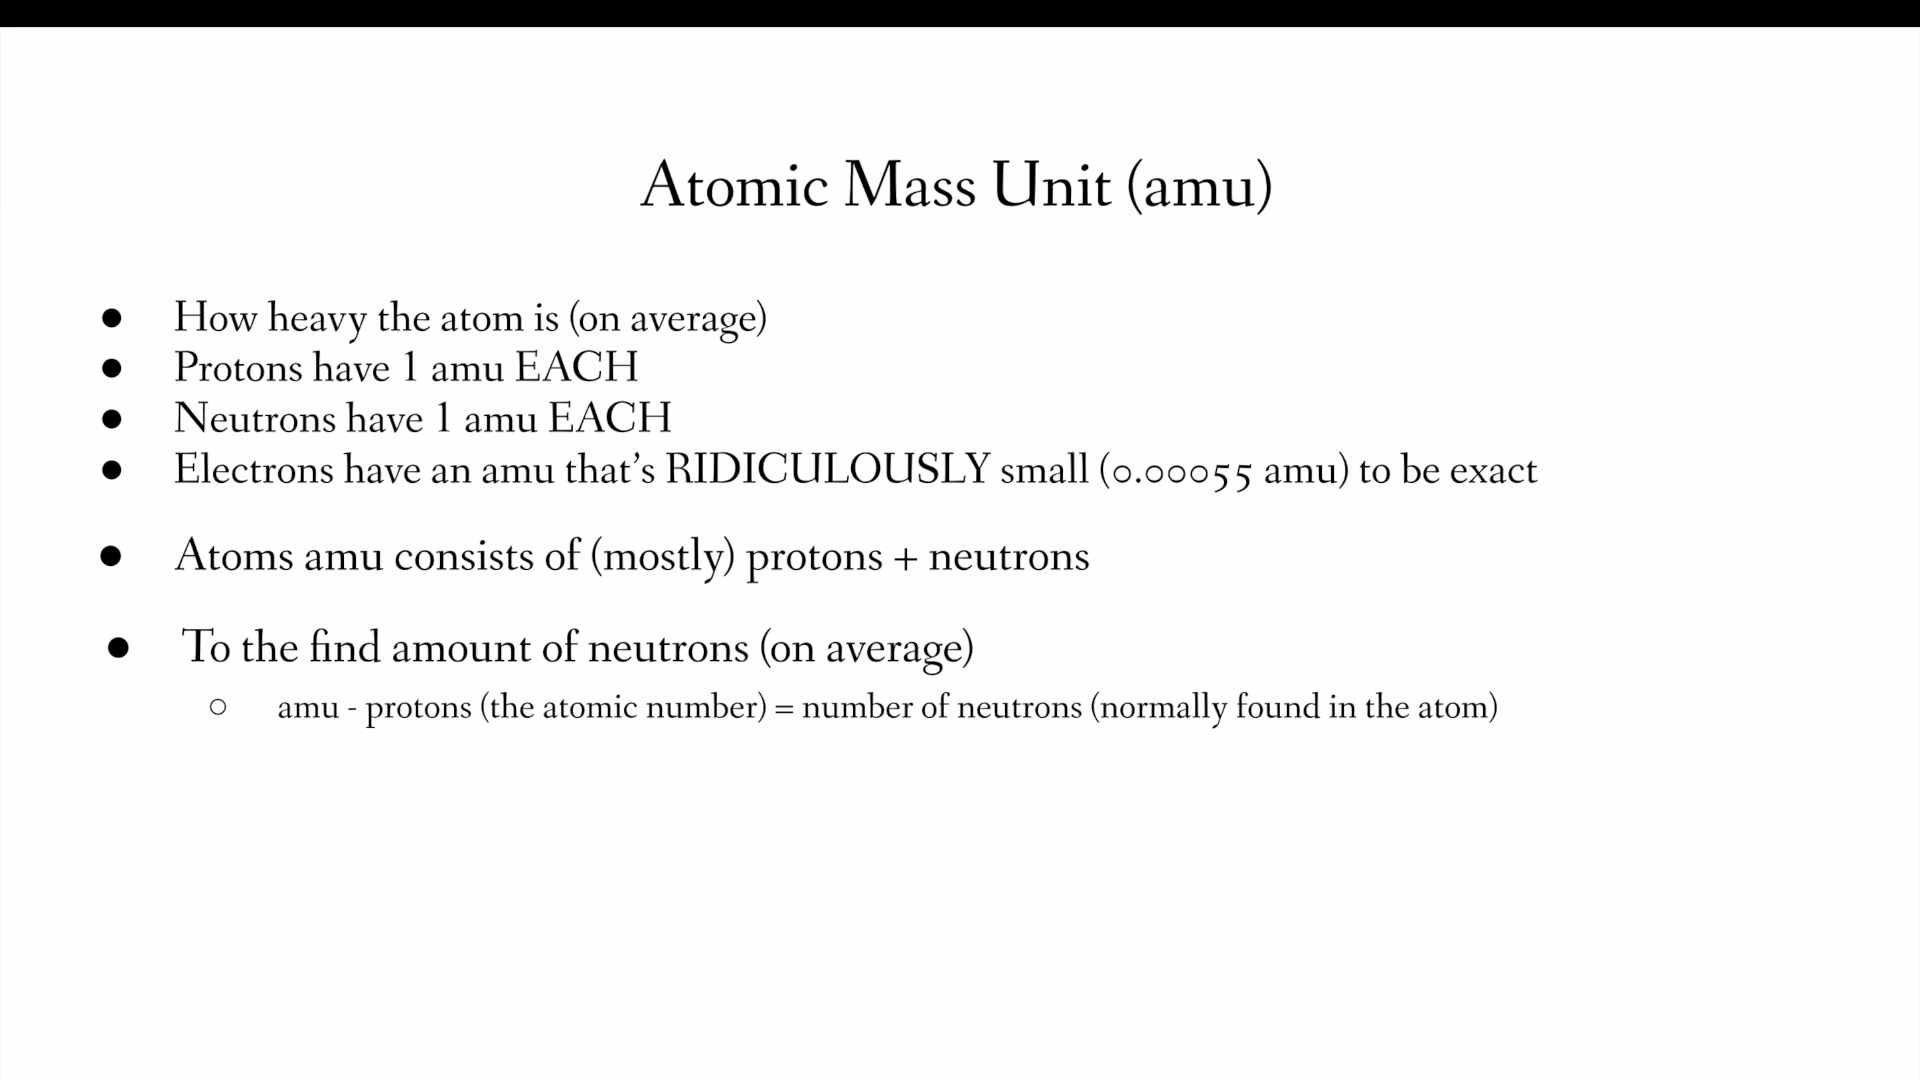 Atomic Mass Unit (amu)
● How heavy the atom is (on average)
● Protons have 1 amu EACH
● Neutrons have 1 amu EACH
● Electrons have an amu that’s RIDICULOUSLY small (0.00055 amu) to be exact
● Atoms amu consists of (mostly) protons + neutrons
● To the find amount of neutrons (on average)
○ amu - protons (the atomic number) = number of neutrons (normally found in the atom)